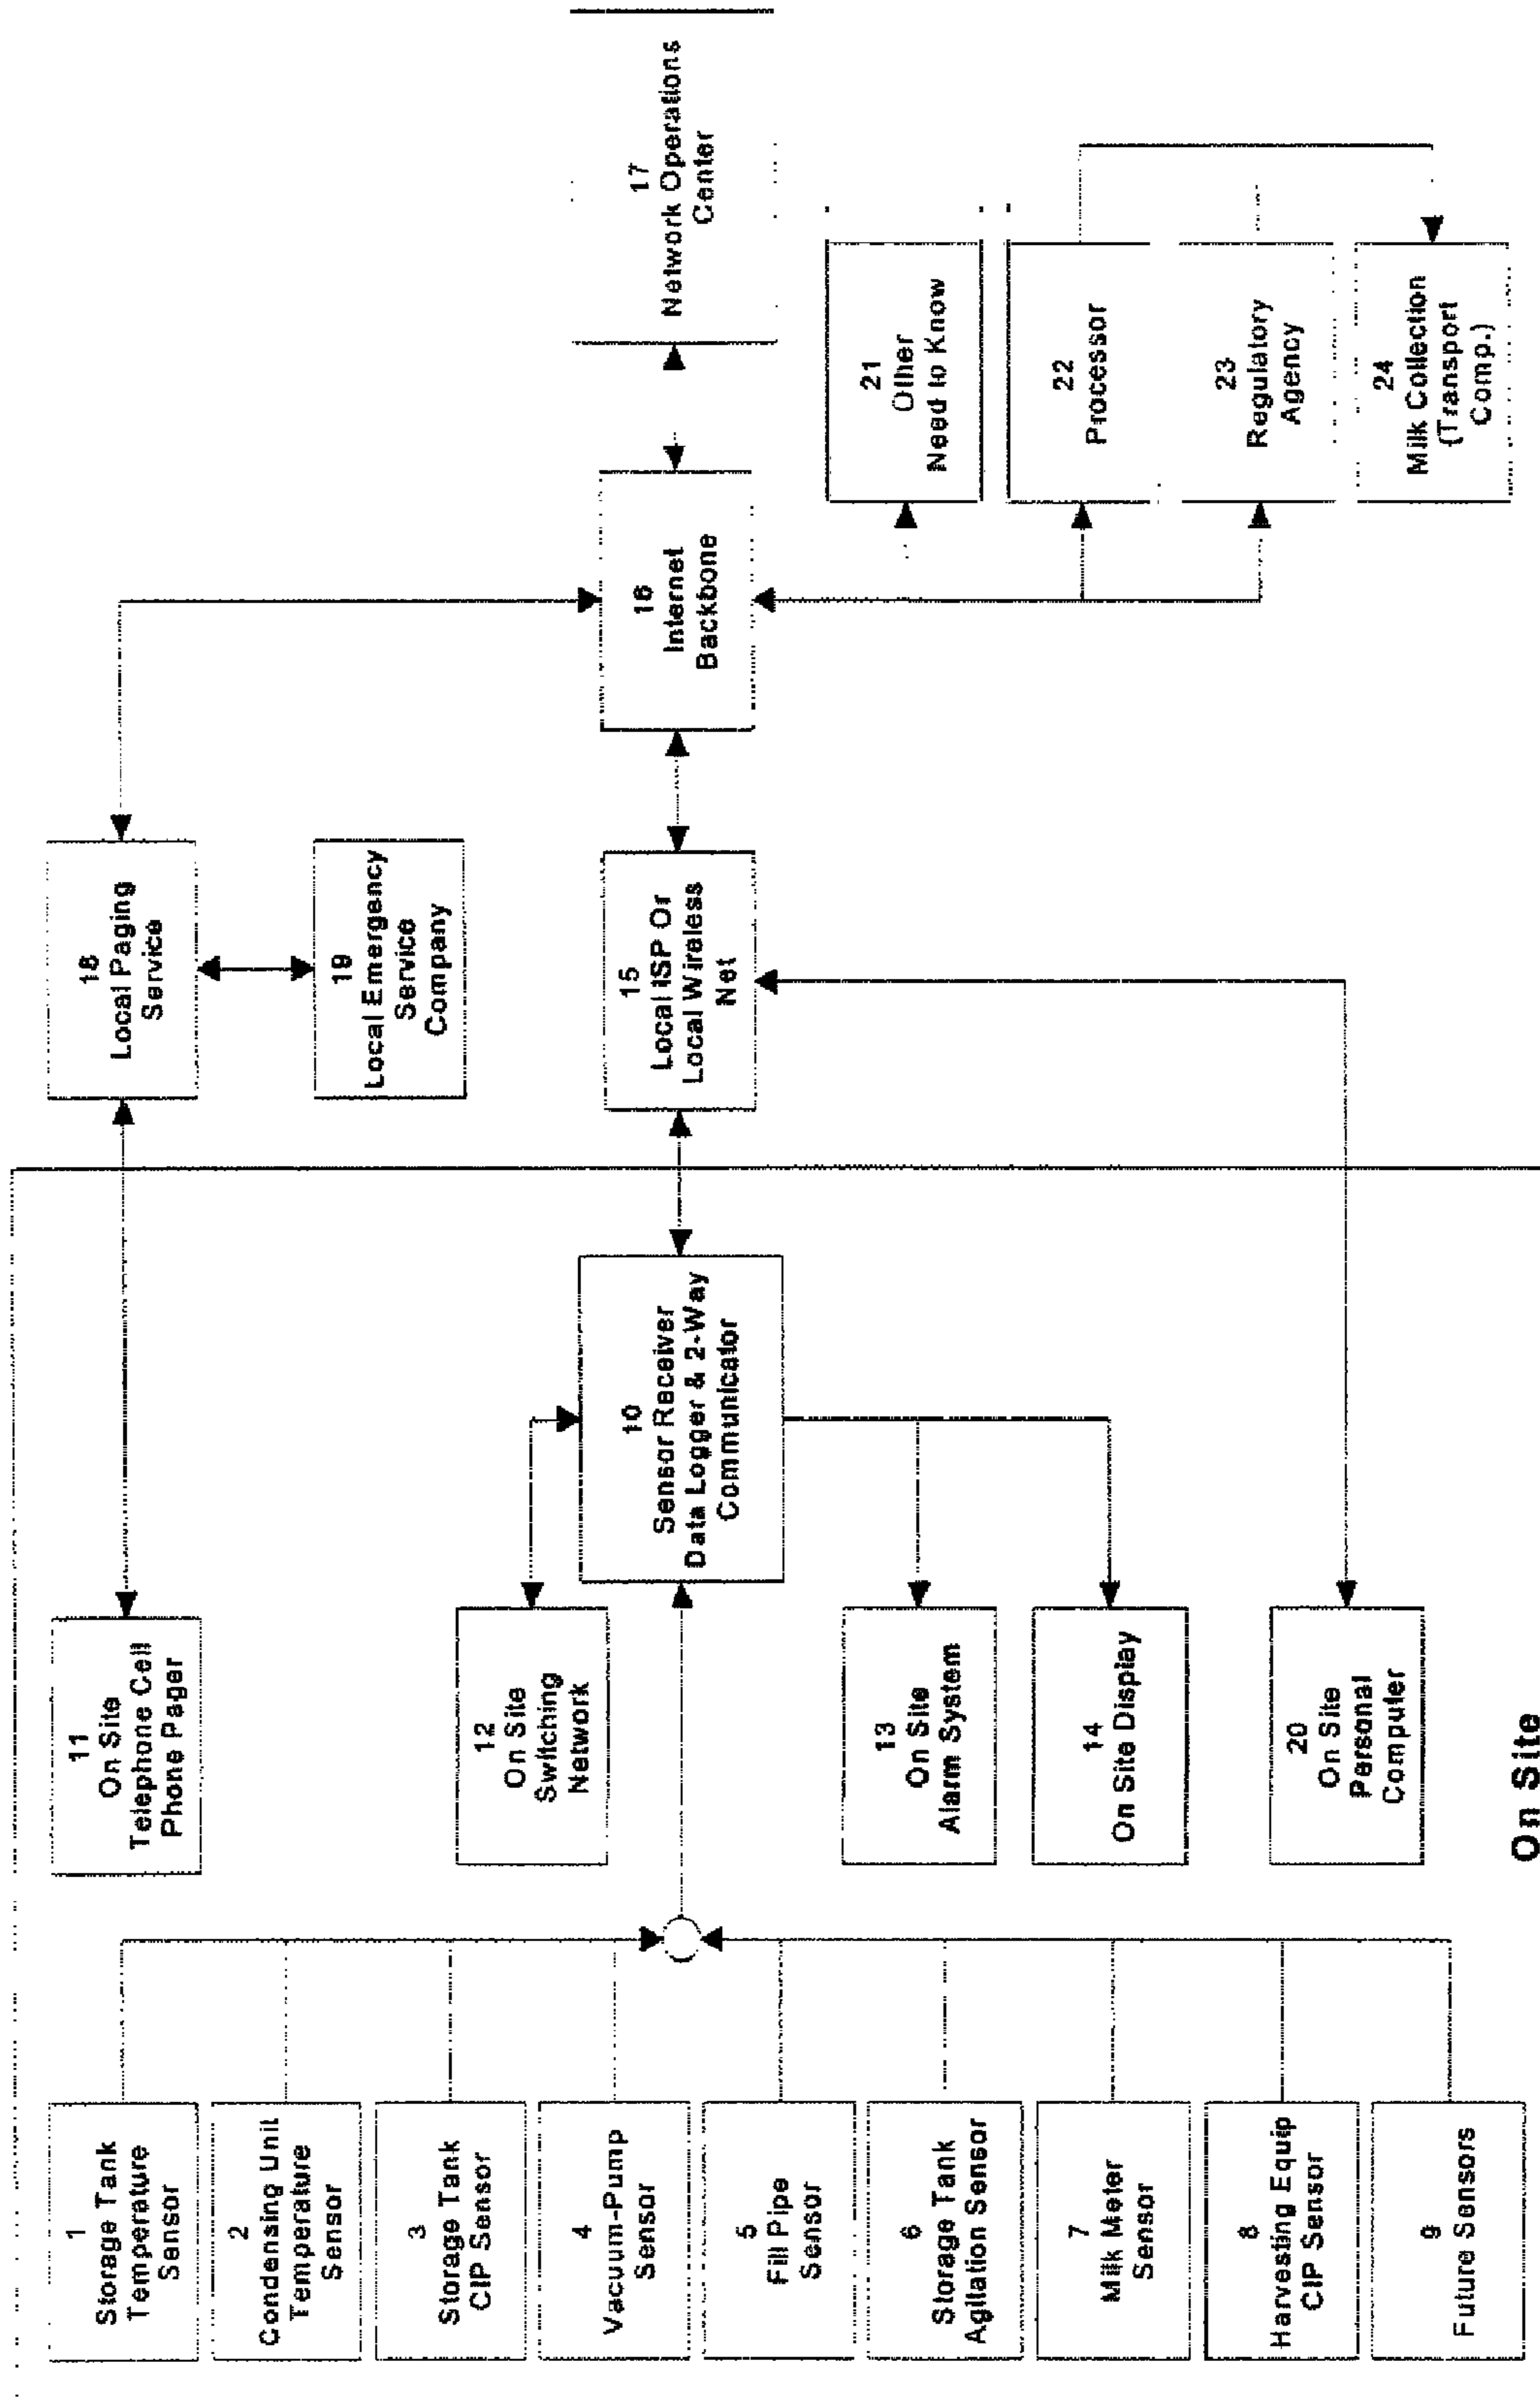 1
Storage Tank
Temperature
Sensor
2
Condensing Unit
Temperature
Sensor
3
Storage Tank
CIP Sensor
4
Vacuum-Pump
Sensor
5
Fill Pipe
Sensor
6
Storage Tank
Agitation Sensor
7
Milk Meter
Sensor
8
Harvesting Equip
CIP Sensor
9
Future Sensors
11
On Site
Telephone Cell
Phone Pager
12
On Site
Switching
Network
13
On Site
Alarm System
14
On Site Display
20
On Site
Personal
Computer
On Site
10
Sensor Receiver
Data Logger & 2-Way
Communicator
18
Local Paging
Service
19
Local Emergency
Service
Company
15
Local ISP Or
Local Wireless
Net
16
Internet
Backbone
17
Network Operations
Center
21
Other
Need to Know
22
Processor
23
Regulatory
Agency
24
Milk Collection
(Transport
Comp.)